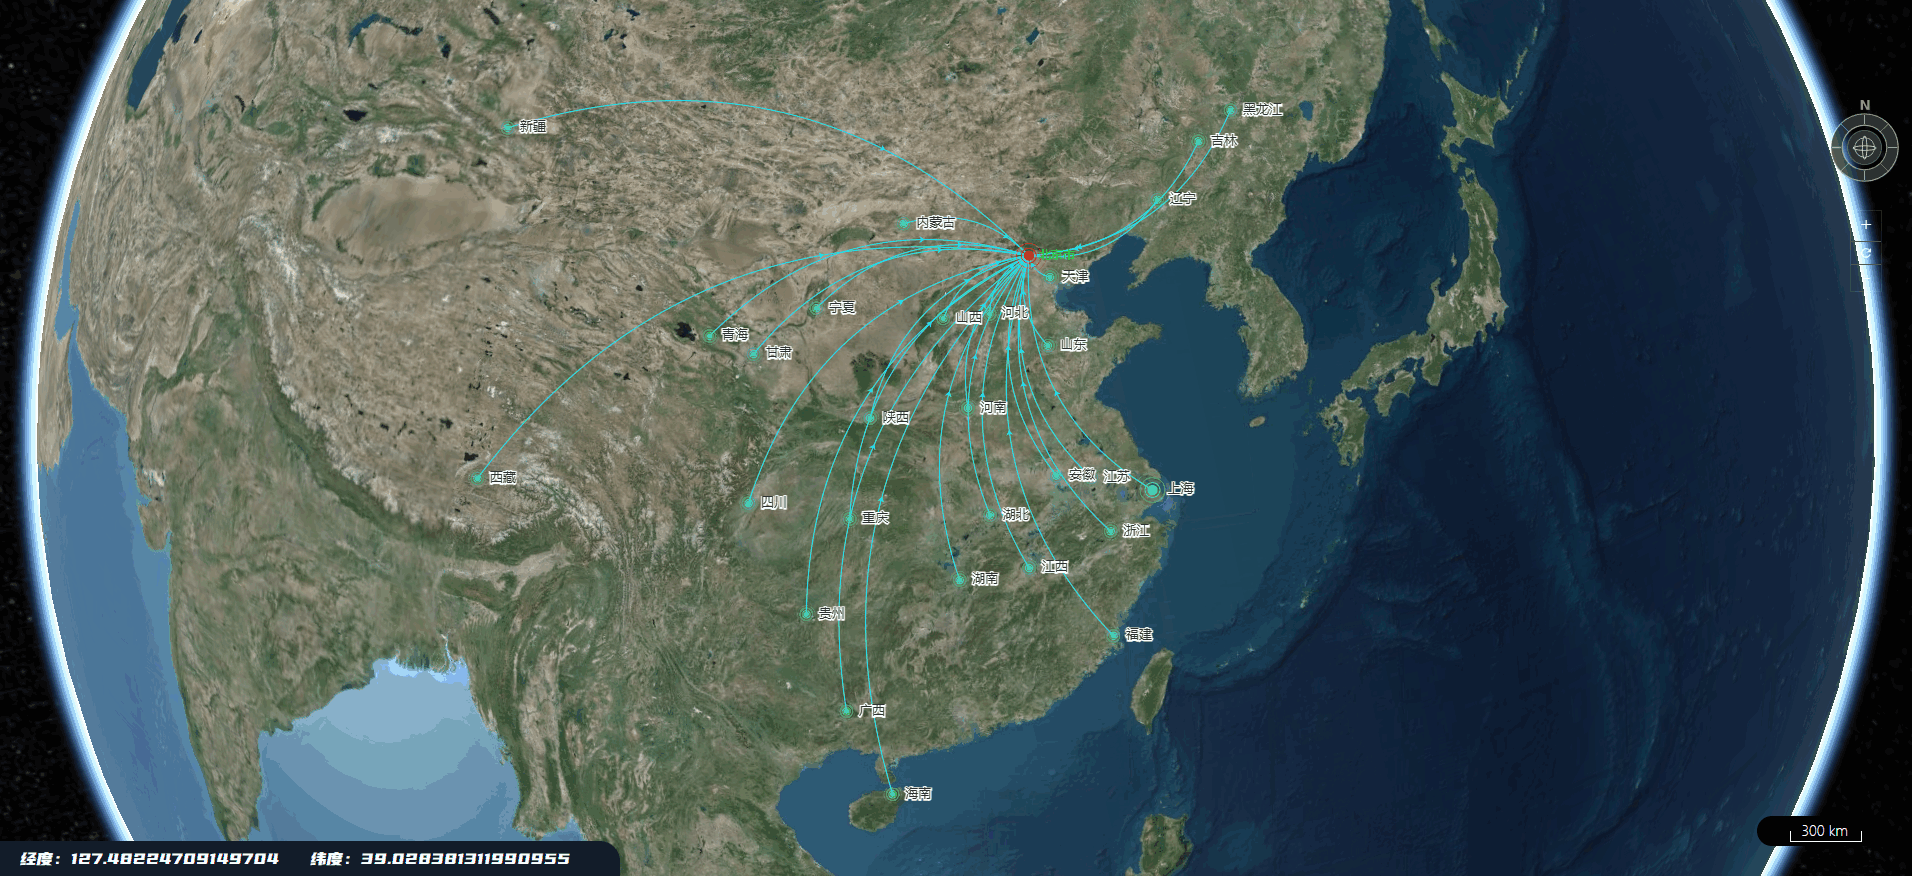 黑龙江
N
新疆
吉林
辽宁
内蒙古
+
天津
宁夏
山西
河北
青海
甘肃
山东
河南
陕西
西藏
安徽
江苏
上海
四川
重庆
湖北
浙江
江西
湖南
贵州
福建
广西
海南
300 km
经度：127.48224709149704 纬度：39.028381311990955